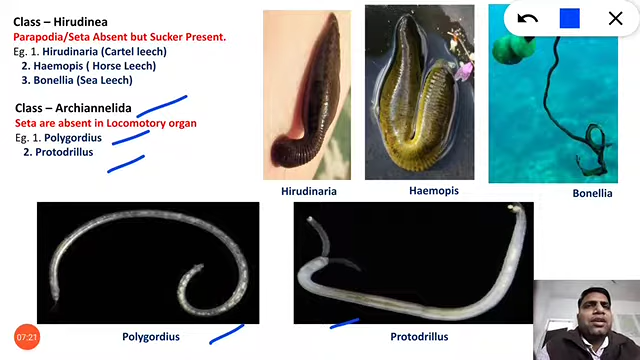 Class – Hirudinea
Parapodia/Seta Absent but Sucker Present.
Eg. 1. Hirudinaria (Cartel leech)
2. Haemopis ( Horse Leech)
3. Bonellia (Sea Leech)
Class – Archiannelida
Seta are absent in Locomotory organ
Eg. 1. Polygordius
2. Protodrillus
Hirudinaria
Haemopis
Bonellia
Polygordius
Protodrillus
07:21